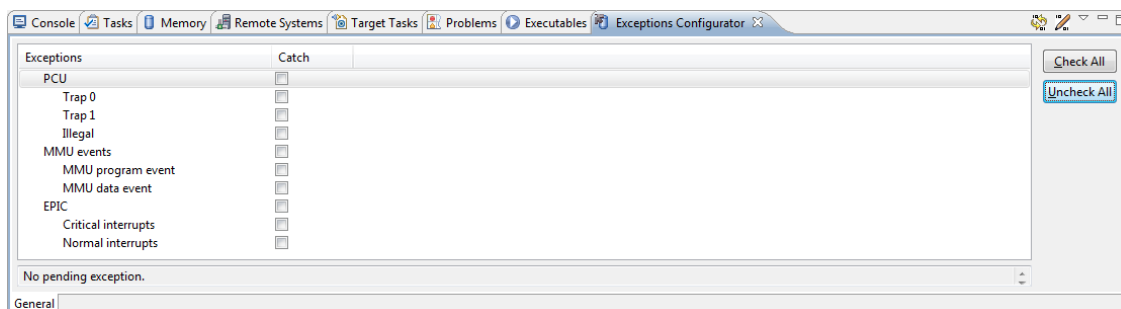 Console Tasks Memory Remote Systems Target Tasks Problems Executables Exceptions Configurator
Exceptions Catch
Check All
PCU
Uncheck All
Trap 0
Trap 1
Illegal
MMU events
MMU program event
MMU data event
EPIC
Critical interrupts
Normal interrupts
No pending exception.
General